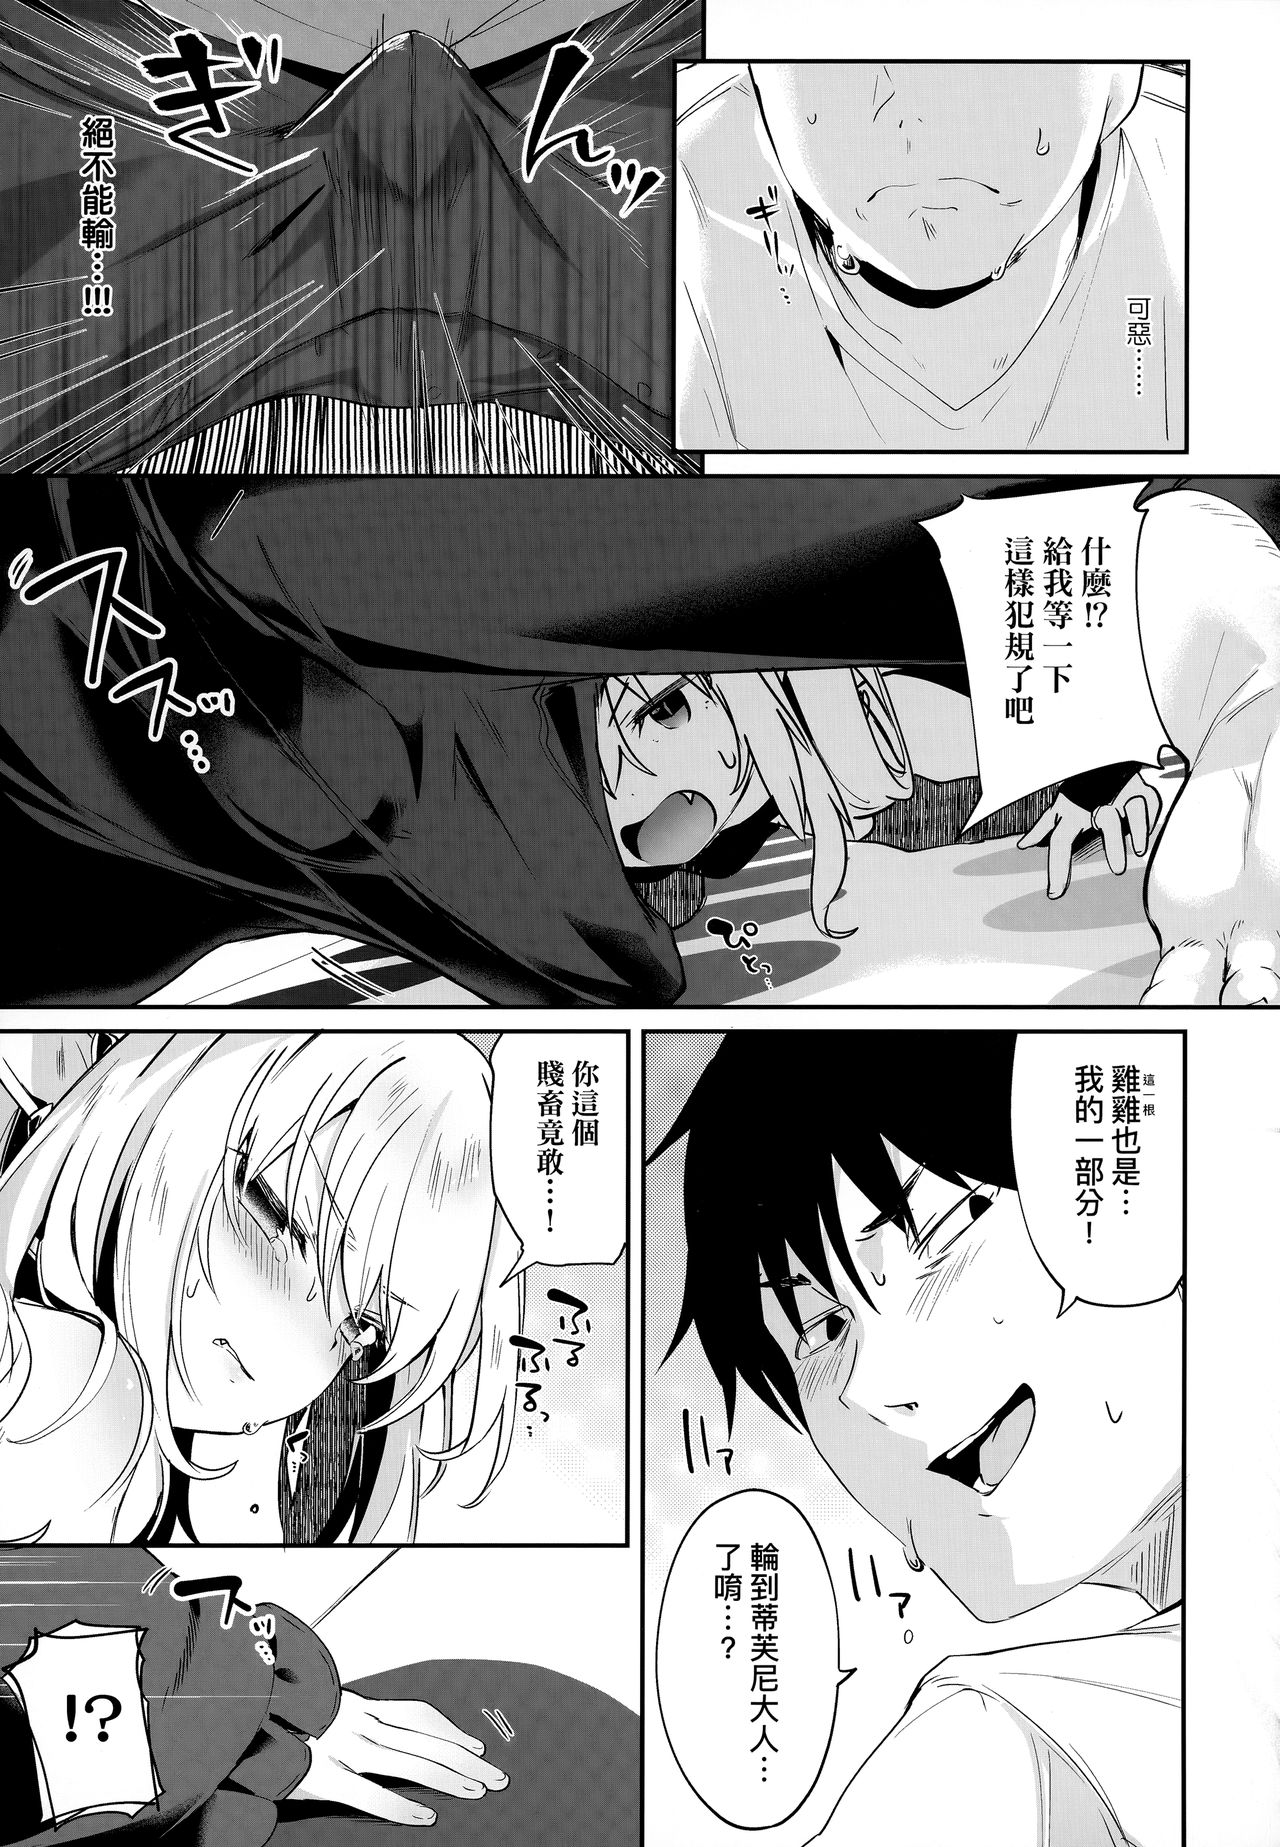 可惡……
ギ…
ぎんッ
絕不能輸…!!!
什麼!?
給我等一下
這樣犯規了吧
スススッ…
ぴとっ…
這一根
雞雞也是…
我的一部分！
ハァ?
ハァ?
輪到蒂芙尼大人…
了唷…?
你這個
賤畜竟敢…！
ふる
ふるっ…
スッ…
!?